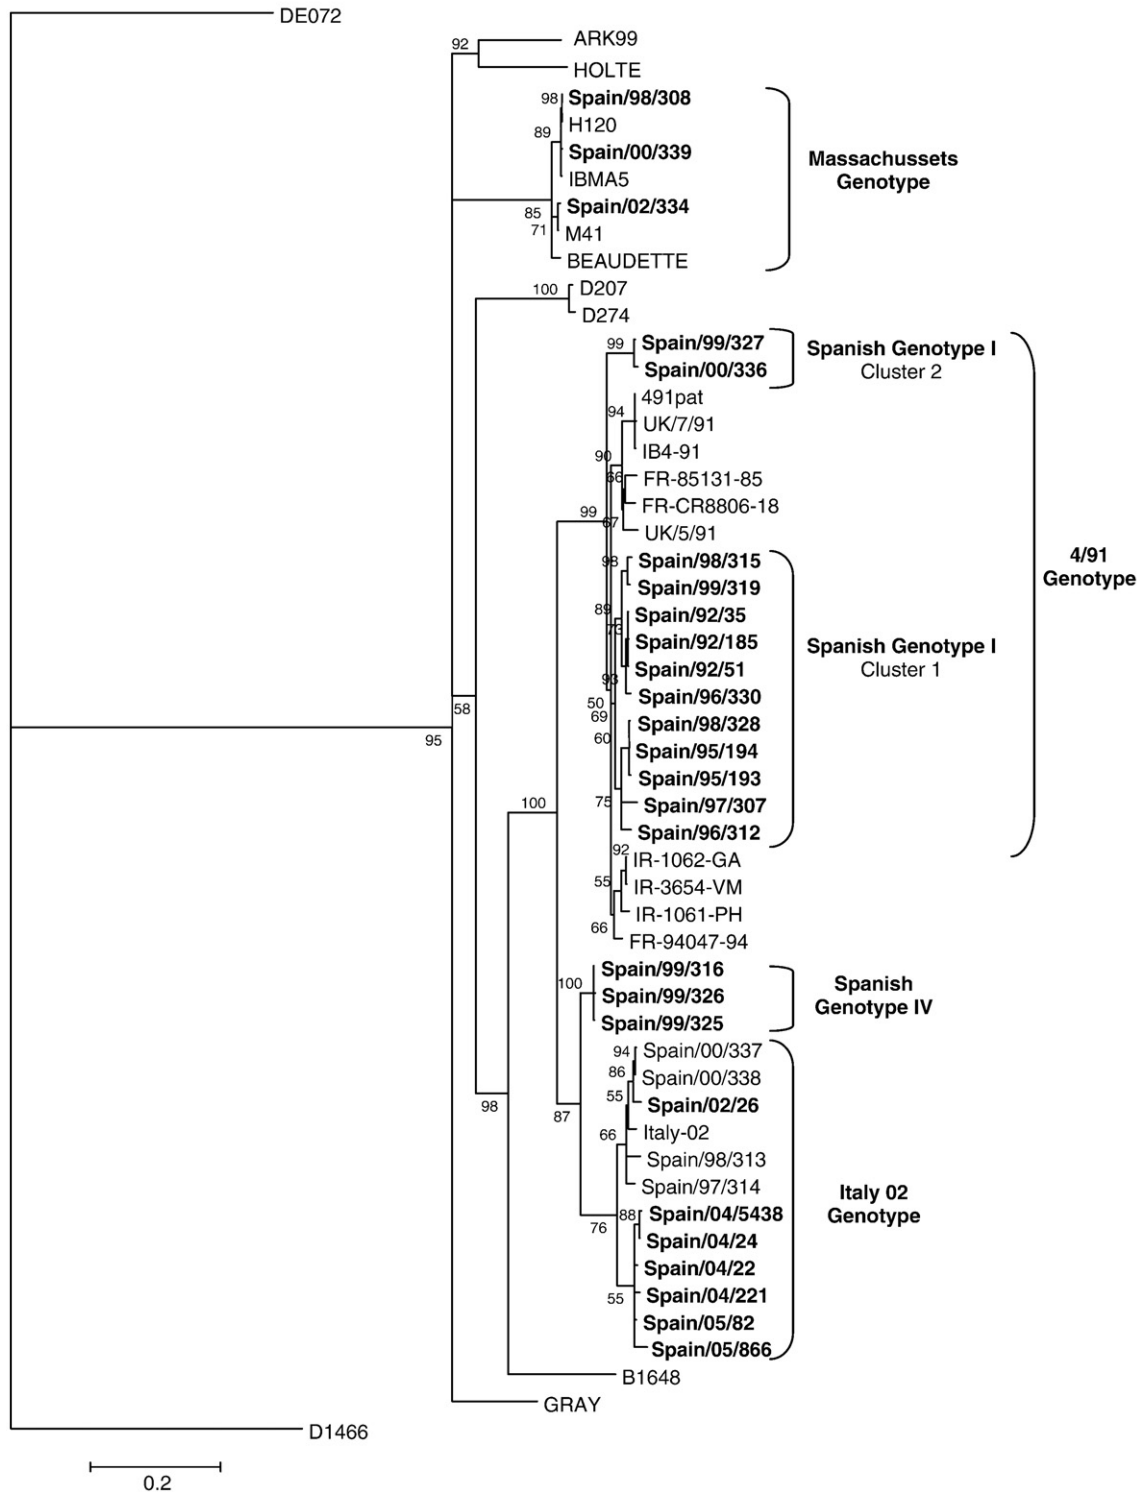 DE072
92
ARK99
HOLTE
98
Spain/98/308
H120
89
Spain/00/339
IBMA5
Massachussets
Genotype
Spain/02/334
85
71
M41
BEAUDETTE
100
D207
D274
99
Spain/99/327
Spain/00/336
Spanish Genotype I
Cluster 2
491pat
94
UK/7/91
IB4-91
90
66
FR-85131-85
FR-CR8806-18
99
67
UK/5/91
98
Spain/98/315
4/91
Genotype
Spain/99/319
89
Spain/92/35
73
Spain/92/185
Spanish Genotype I
Cluster 1
Spain/92/51
93
Spain/96/330
50
69
58
Spain/98/328
60
95
Spain/95/194
Spain/95/193
75
100
Spain/97/307
Spain/96/312
92
IR-1062-GA
55
IR-3654-VM
IR-1061-PH
66
FR-94047-94
Spain/99/316
100
Spain/99/326
Spain/99/325
Spanish
Genotype IV
94
Spain/00/337
86
Spain/00/338
55
Spain/02/26
98
87
66
Italy-02
Spain/98/313
Spain/97/314
Italy 02
Genotype
88
Spain/04/5438
76
Spain/04/24
Spain/04/22
55
Spain/04/221
Spain/05/82
Spain/05/866
B1648
GRAY
D1466
0.2